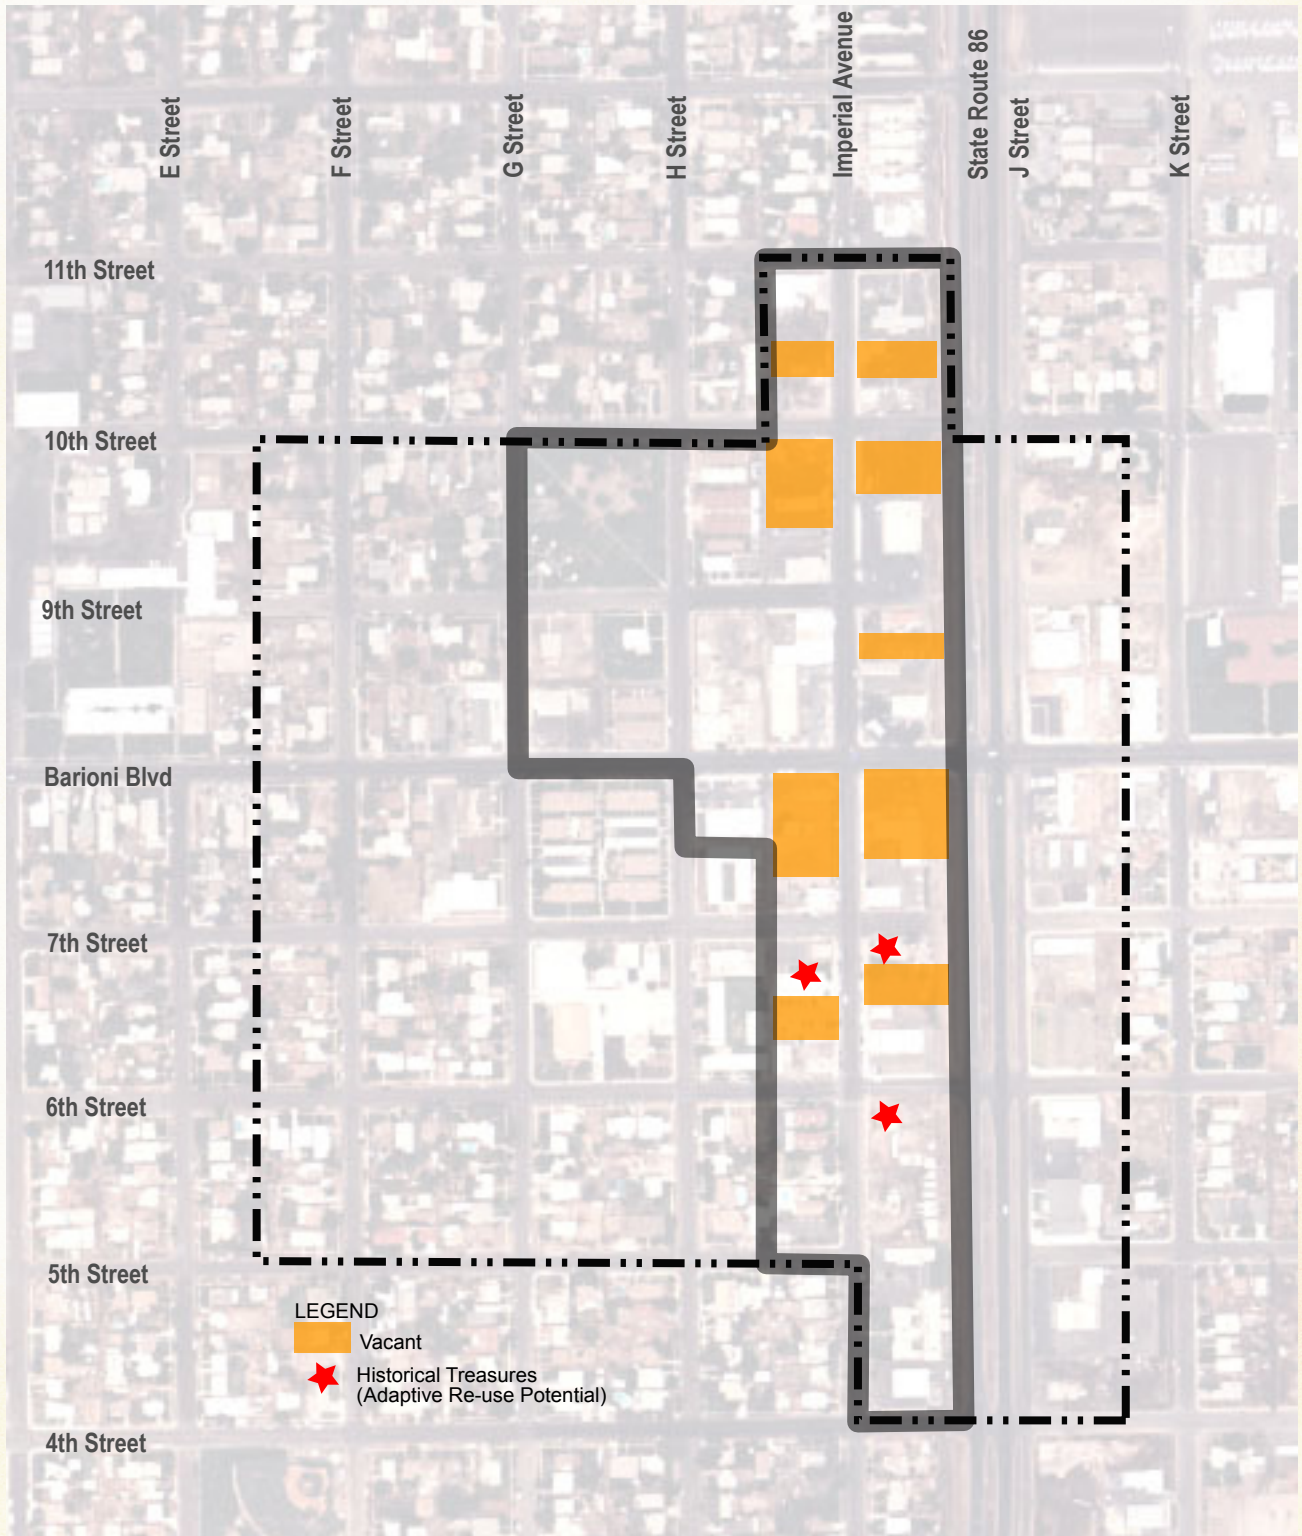 E Street
F Street
G Street
H Street
Imperial Avenue
State Route 86
J Street
K Street
11th Street
10th Street
9th Street
Barioni Blvd
7th Street
6th Street
5th Street
4th Street
LEGEND
Vacant
Historical Treasures
(Adaptive Re-use Potential)